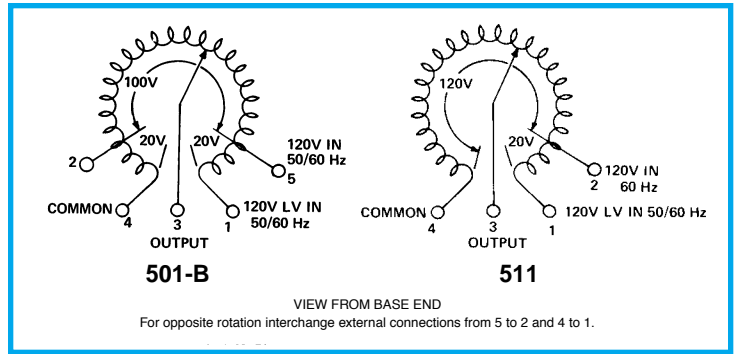 100V
20V
20V
2
120V IN
50/60 Hz
5
COMMON
4
3
OUTPUT
1
120V LV IN
50/60 Hz
501-B
120V
20V
2
120V IN
60 Hz
COMMON
4
3
OUTPUT
1
120V LV IN 50/60 Hz
511
VIEW FROM BASE END
For opposite rotation interchange external connections from 5 to 2 and 4 to 1.